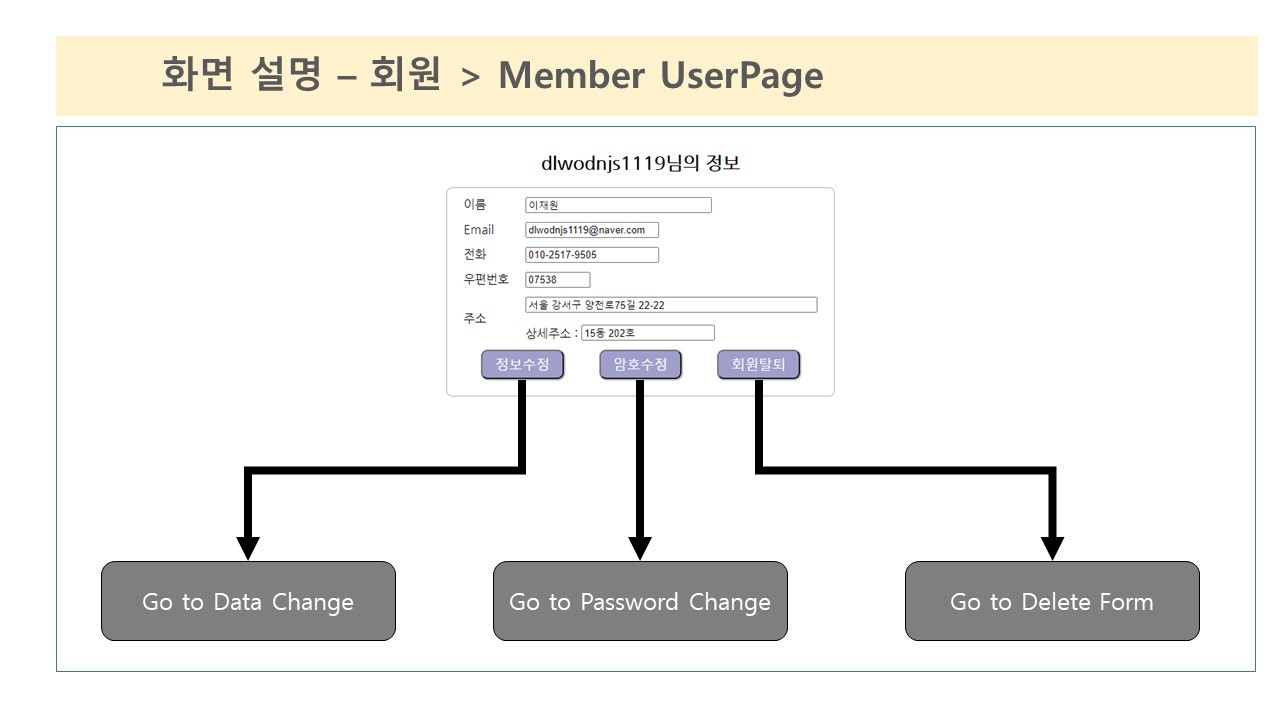 화면 설명 – 회원 > Member UserPage
dlwodnjs1119님의 정보
이름 이재원
Email dlwodnjs1119@naver.com
전화 010-2517-9505
우편번호 07538
주소 서울 강서구 양천로75길 22-22
상세주소 : 15동 202호
정보수정 암호수정 회원탈퇴
Go to Data Change Go to Password Change Go to Delete Form